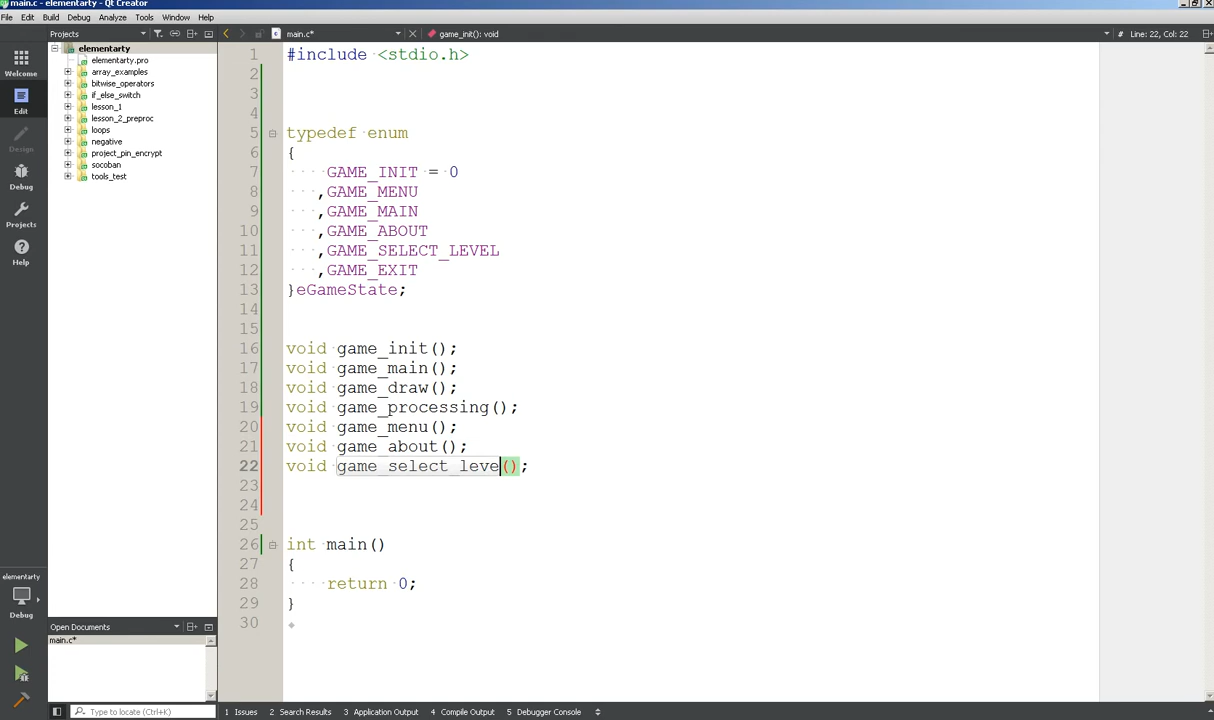 main.c - elementarty - Qt Creator
File Edit Build Debug Analyze Tools Window Help
Projects
main.c*
game_init(): void
# Line: 22, Col: 22
Welcome
Edit
Design
Debug
Projects
Help
elementarty
Debug
elementarty
elementarty.pro
array_examples
bitwise_operators
if_else_switch
lesson_1
lesson_2_preproc
loops
negative
project_pin_encrypt
socoban
tools_test
Open Documents
main.c*
1 #include <stdio.h>
2
3
4
5 typedef enum
6 {
7 GAME_INIT = 0
8 ,GAME_MENU
9 ,GAME_MAIN
10 ,GAME_ABOUT
11 ,GAME_SELECT_LEVEL
12 ,GAME_EXIT
13 }eGameState;
14
15
16 void game_init();
17 void game_main();
18 void game_draw();
19 void game_processing();
20 void game_menu();
21 void game_about();
22 void game_select_leve();
23
24
25
26 int main()
27 {
28 return 0;
29 }
30
Type to locate (Ctrl+K)
1 Issues 2 Search Results 3 Application Output 4 Compile Output 5 Debugger Console